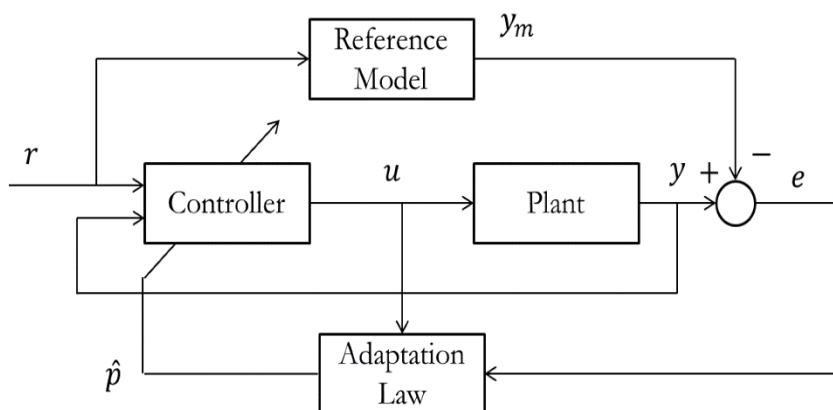 Reference
Model
y_m
r
Controller
u
Plant
y
+
−
e
p̂
Adaptation
Law